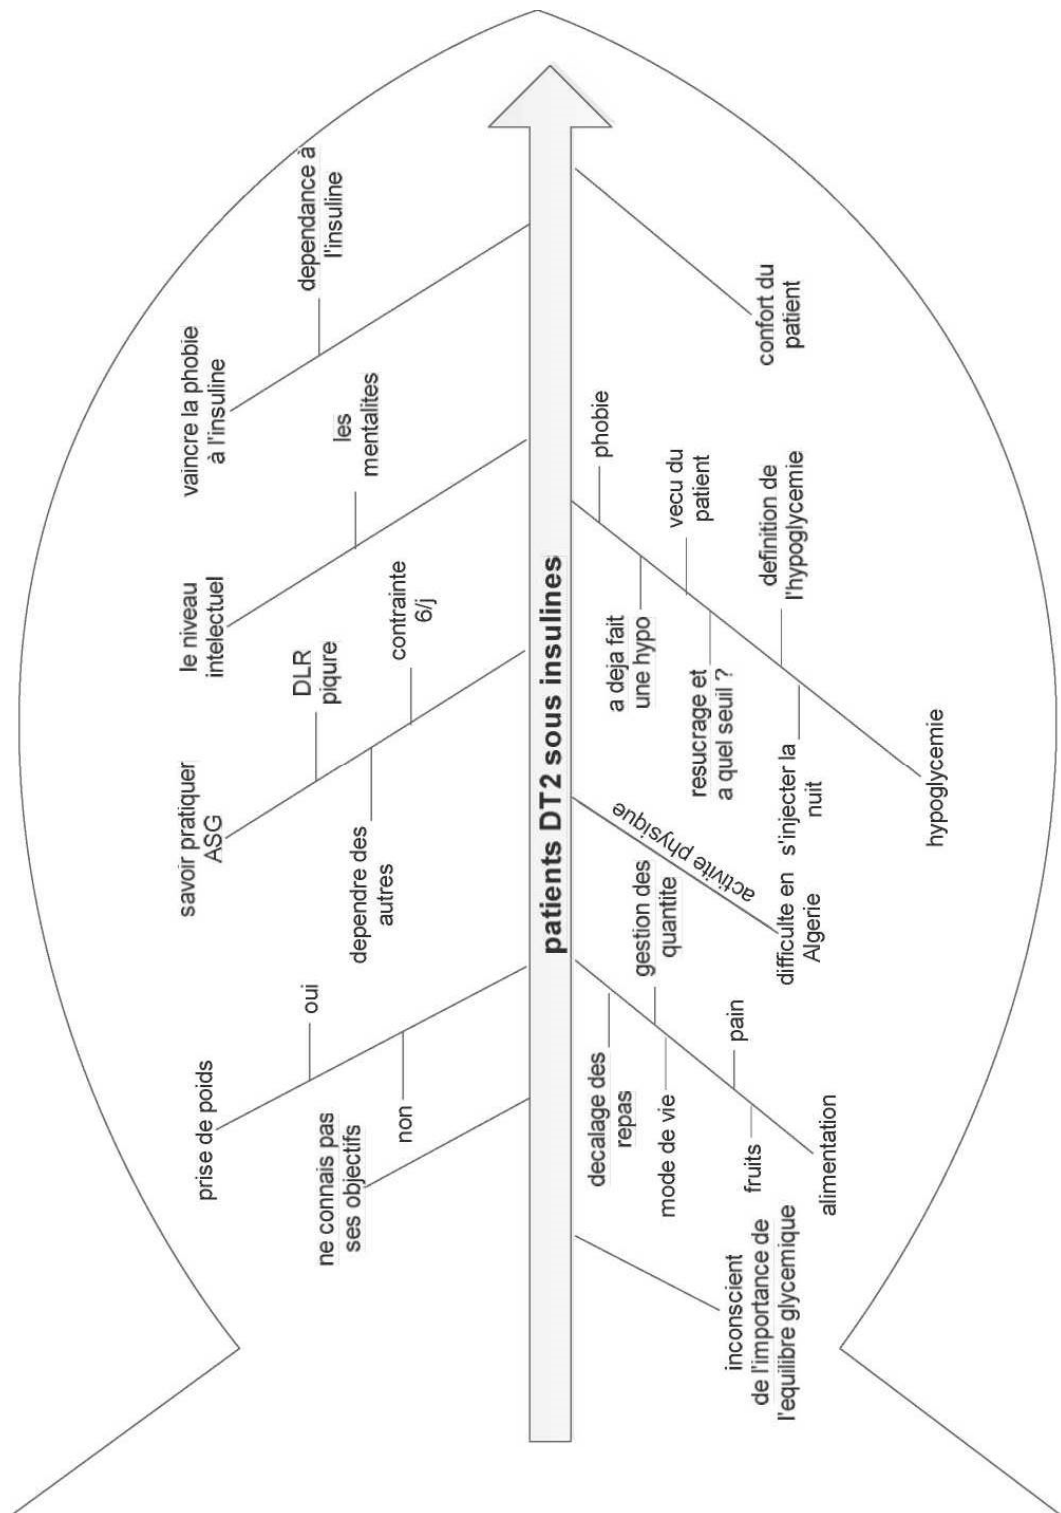 vaincre la phobie
à l'insuline
dependance à
l'insuline
le niveau
intelectuel
les
mentalites
savoir pratiquer
ASG
DLR
piqure
contrainte
6/j
dependre des
autres
prise de poids
oui
non
ne connais pas
ses objectifs
patients DT2 sous insulines
confort du
patient
phobie
vecu du
patient
definition de
l'hypoglycemie
a deja fait
une hypo
resucrage et
a quel seuil ?
s'injecter la
nuit
hypoglycemie
activite physique
difficulte en
Algerie
gestion des
quantite
pain
decalage des
repas
mode de vie
fruits
alimentation
inconscient
de l'importance de
l'equilibre glycemique